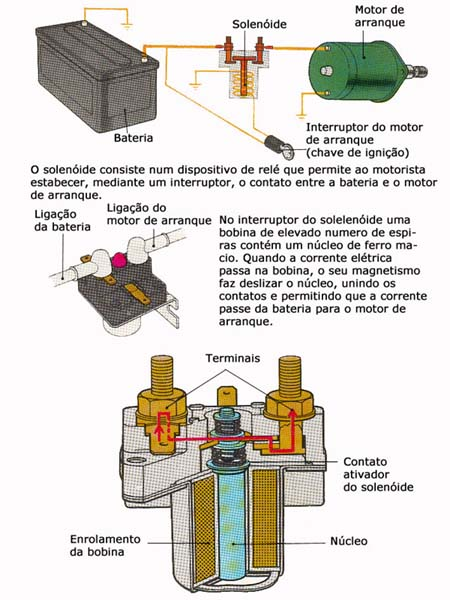 Solenóide
Motor de
arranque
Bateria
Interruptor do motor
de arranque
(chave de ignição)
O solenóide consiste num dispositivo de relé que permite ao motorista
estabecer, mediante um interruptor, o contato entre a bateria e o motor
de arranque.
Ligação
da bateria
Ligação do
motor de arranque
No interruptor do solelenóide uma
bobina de elevado numero de espi-
ras contém um núcleo de ferro ma-
cio. Quando a corrente elétrica
passa na bobina, o seu magnetismo
faz deslizar o núcleo, unindo os
contatos e permitindo que a corrente
passe da bateria para o motor de
arranque.
Terminais
Contato
ativador
do solenóide
Enrolamento
da bobina
Núcleo